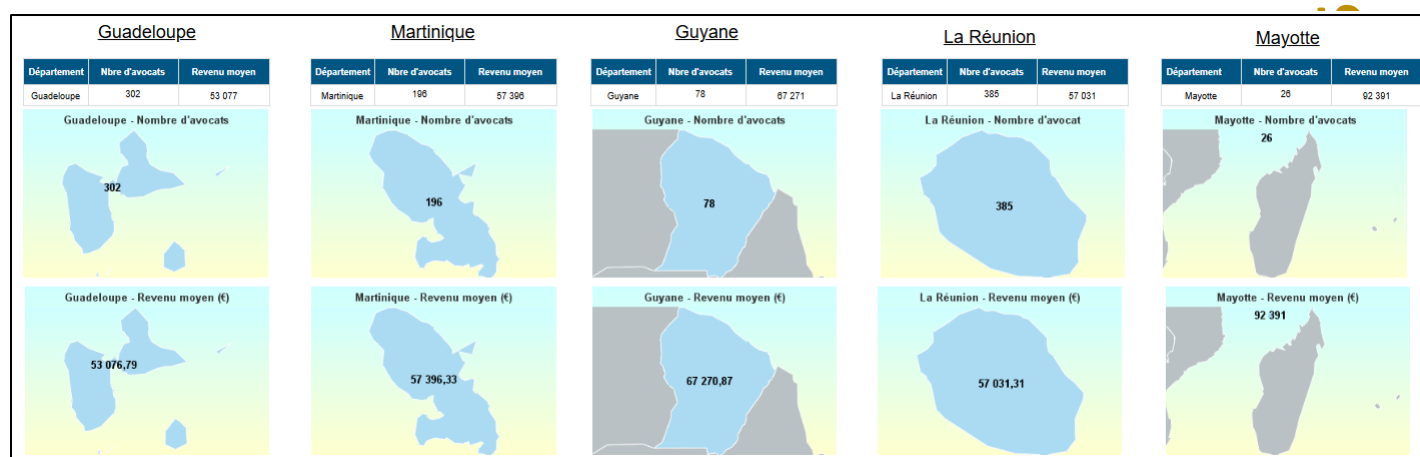 Guadeloupe
Département Nbre d'avocats Revenu moyen
Guadeloupe 302 53 077
Guadeloupe - Nombre d'avocats
302
Guadeloupe - Revenu moyen (€)
53 076,79
Martinique
Département Nbre d'avocats Revenu moyen
Martinique 196 57 396
Martinique - Nombre d'avocats
196
Martinique - Revenu moyen (€)
57 396,33
Guyane
Département Nbre d'avocats Revenu moyen
Guyane 78 67 271
Guyane - Nombre d'avocats
78
Guyane - Revenu moyen (€)
67 270,87
La Réunion
Département Nbre d'avocats Revenu moyen
La Réunion 385 57 031
La Réunion - Nombre d'avocat
385
La Réunion - Revenu moyen (€)
57 031,31
Mayotte
Département Nbre d'avocats Revenu moyen
Mayotte 26 92 391
Mayotte - Nombre d'avocats
26
Mayotte - Revenu moyen (€)
92 391